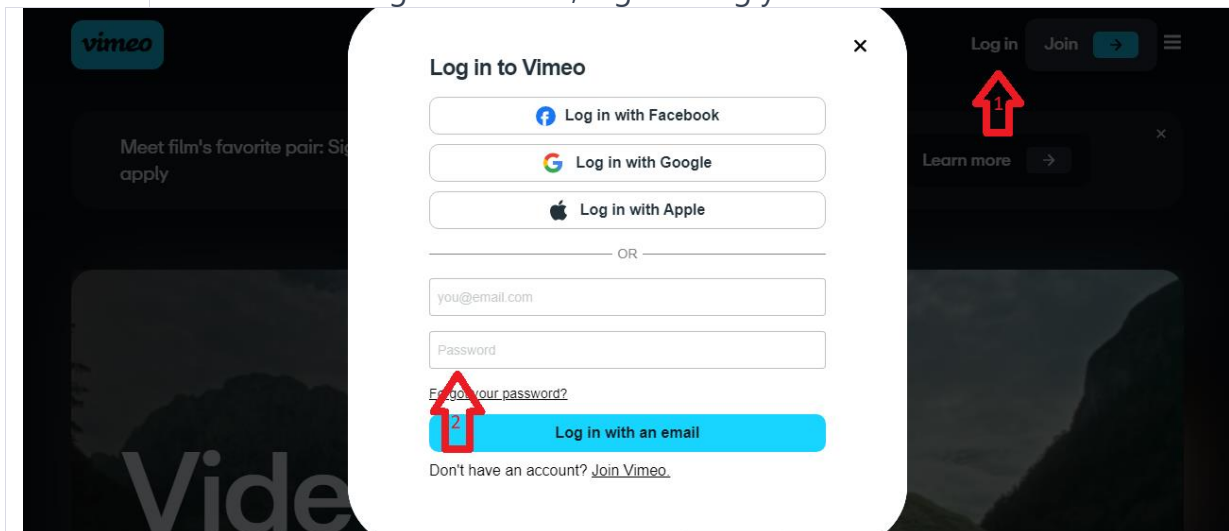 vimeo
Log in Join
1
Meet film's favorite pair:
apply
Learn more
Log in to Vimeo
Log in with Facebook
Log in with Google
Log in with Apple
OR
you@email.com
Password
Forgot your password?
2
Log in with an email
Don't have an account? Join Vimeo.
Vide